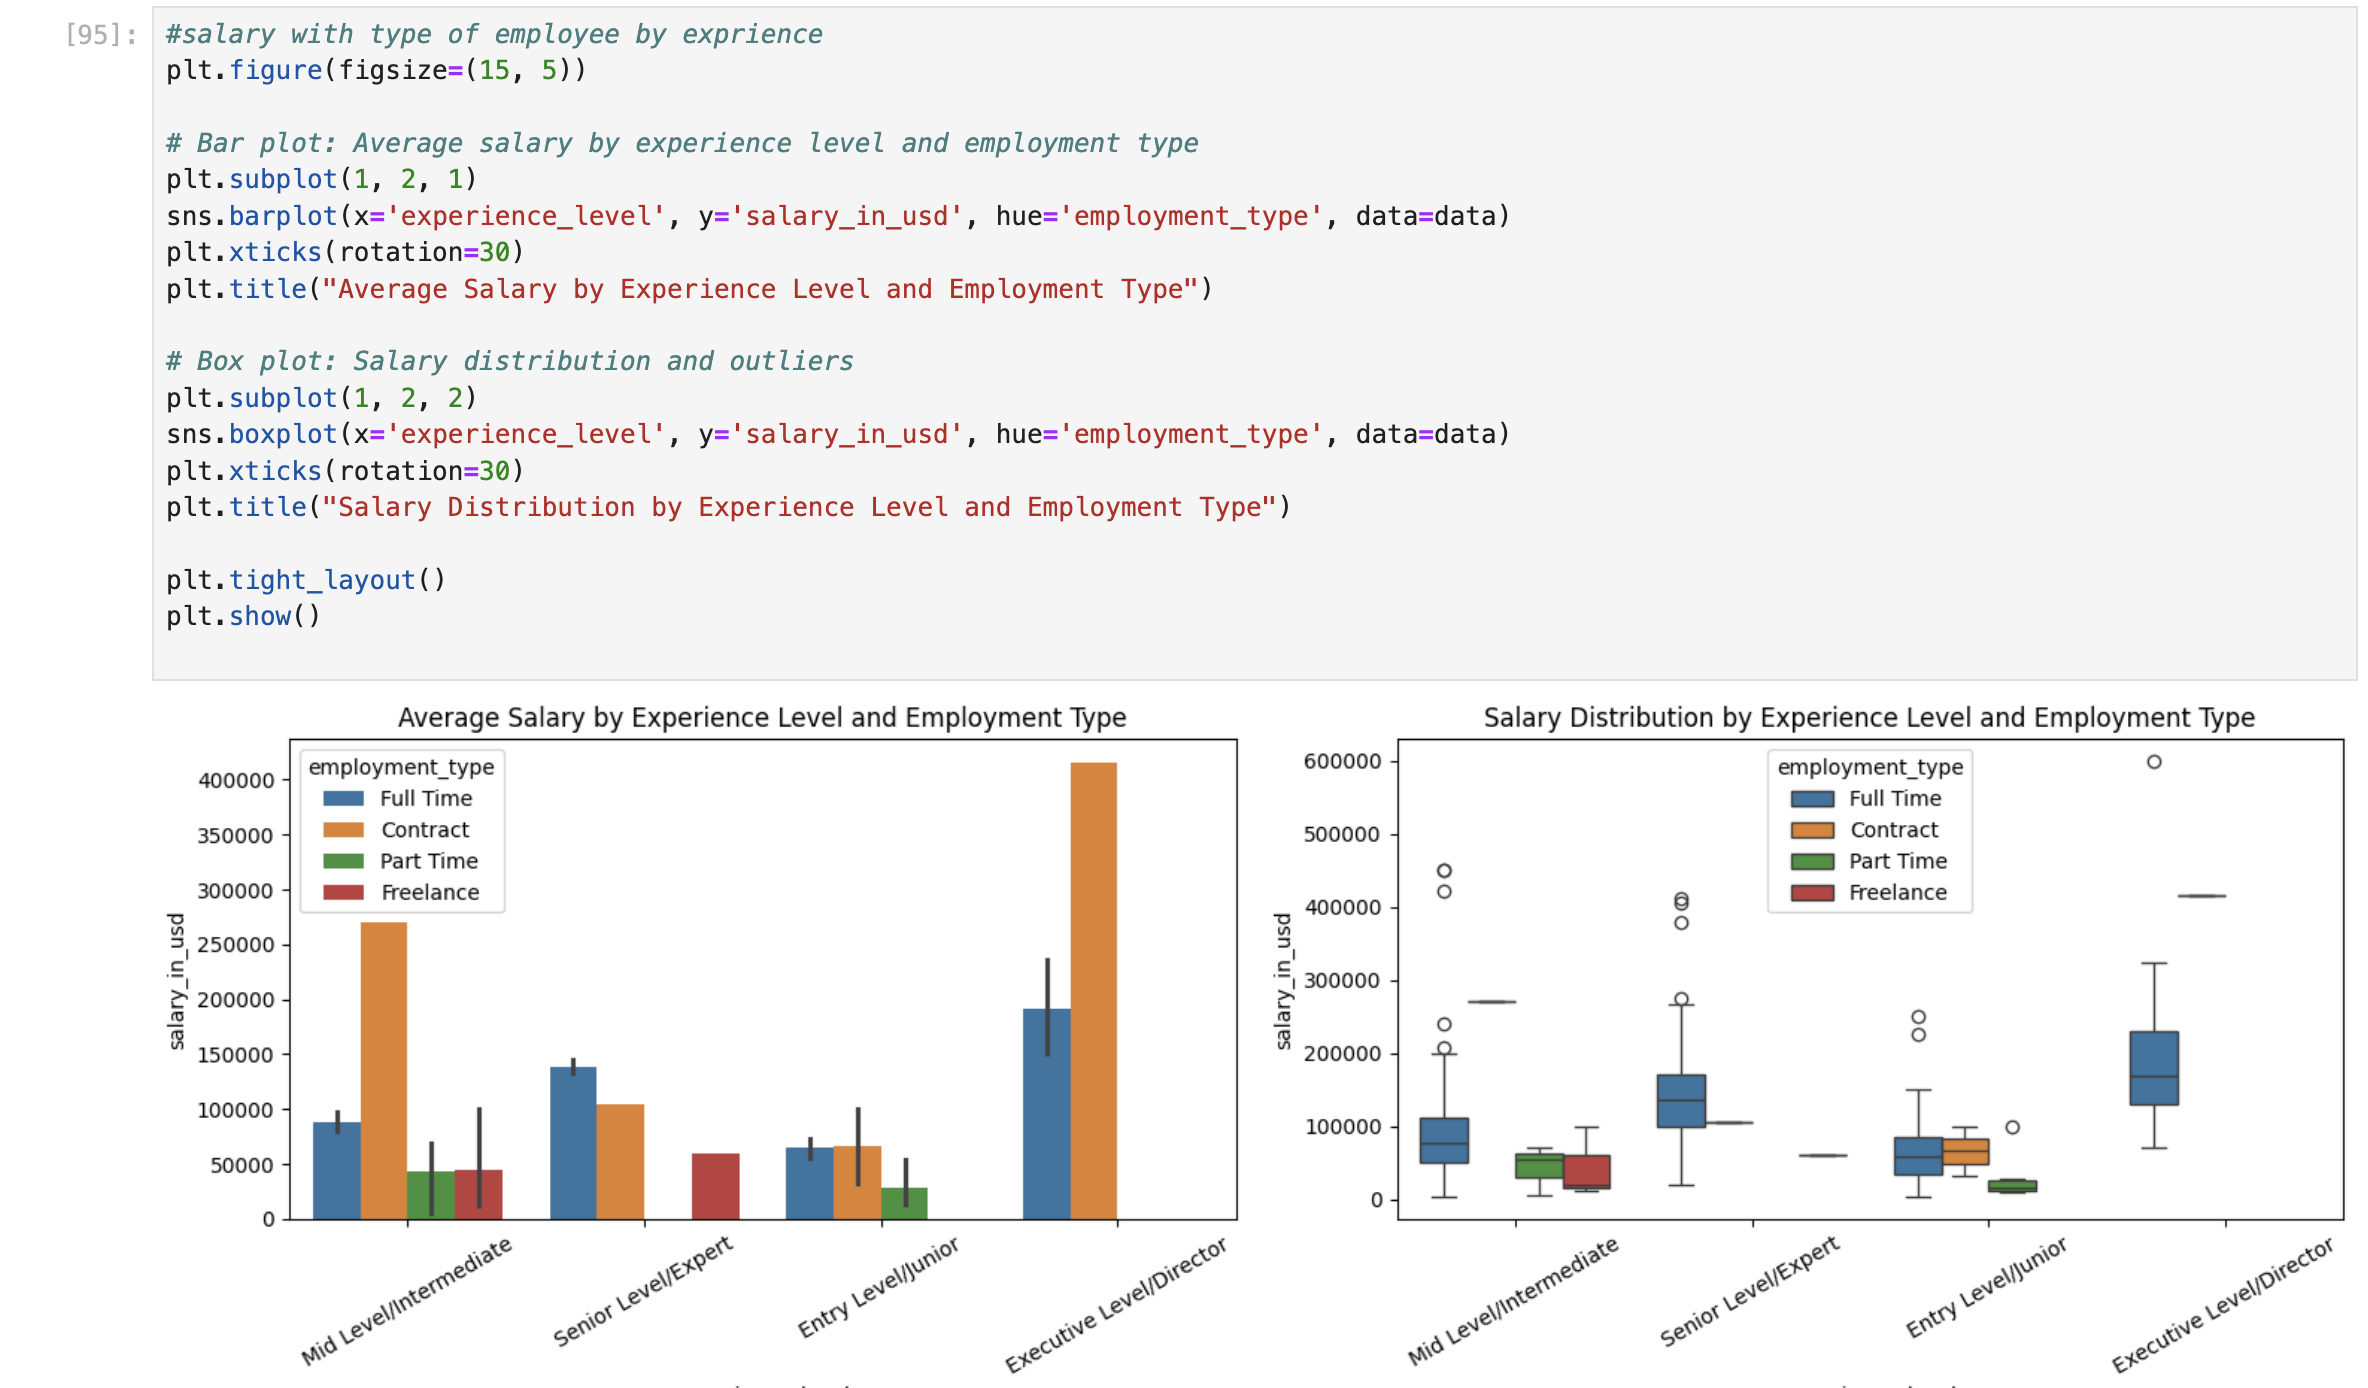 [95]:
#salary with type of employee by exprience
plt.figure(figsize=(15, 5))
# Bar plot: Average salary by experience level and employment type
plt.subplot(1, 2, 1)
sns.barplot(x='experience_level', y='salary_in_usd', hue='employment_type', data=data)
plt.xticks(rotation=30)
plt.title("Average Salary by Experience Level and Employment Type")
# Box plot: Salary distribution and outliers
plt.subplot(1, 2, 2)
sns.boxplot(x='experience_level', y='salary_in_usd', hue='employment_type', data=data)
plt.xticks(rotation=30)
plt.title("Salary Distribution by Experience Level and Employment Type")
plt.tight_layout()
plt.show()
Average Salary by Experience Level and Employment Type
employment_type
Full Time
Contract
Part Time
Freelance
salary_in_usd
400000
350000
300000
250000
200000
150000
100000
50000
0
Mid Level/Intermediate
Senior Level/Expert
Entry Level/Junior
Executive Level/Director
Salary Distribution by Experience Level and Employment Type
employment_type
Full Time
Contract
Part Time
Freelance
salary_in_usd
600000
500000
400000
300000
200000
100000
0
Mid Level/Intermediate
Senior Level/Expert
Entry Level/Junior
Executive Level/Director